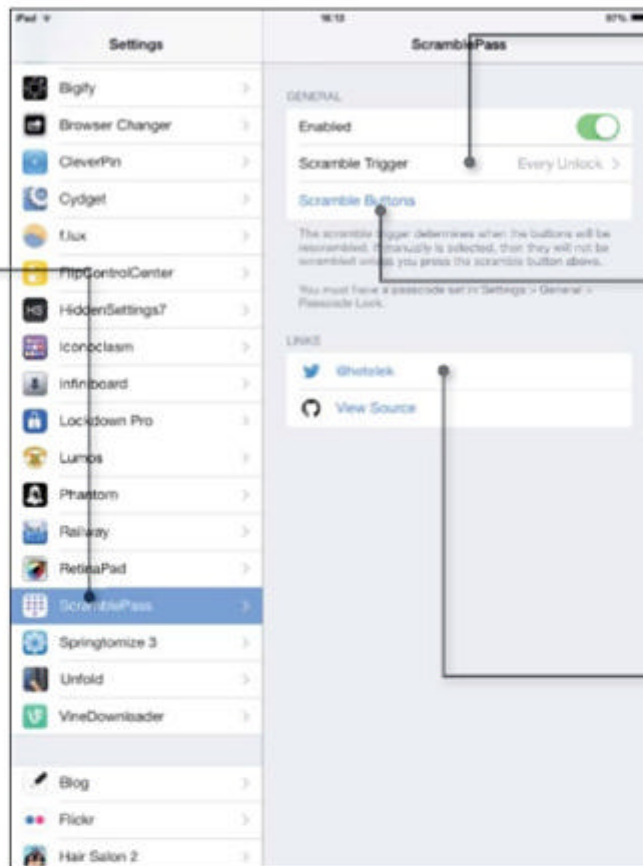 iPad 16:13 97%
Settings
Bigify
Browser Changer
CleverPin
Cydget
f.lux
FlipControlCenter
HiddenSettings7
Iconoclasm
Infiniboard
Lockdown Pro
Lumos
Phantom
Railway
RetinaPad
ScramblePass
Springtomize 3
Unfold
VineDownloader
Blog
Flickr
Hair Salon 2
ScramblePass
GENERAL
Enabled
Scramble Trigger Every Unlock
Scramble Buttons
The scramble trigger determines when the buttons will be
rescrambled. If manually is selected, then they will not be
scrambled unless you press the scramble button above.
You must have a passcode set in Settings > General >
Passcode Lock.
LINKS
@hetelek
View Source